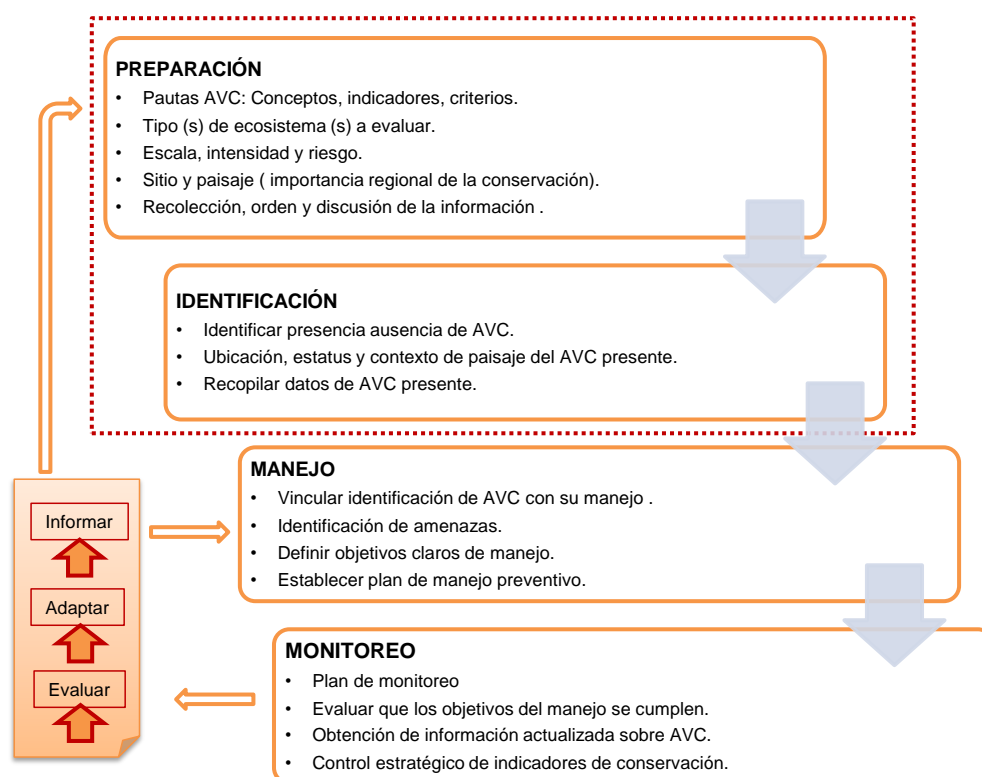 PREPARACIÓN
• Pautas AVC: Conceptos, indicadores, criterios.
• Tipo (s) de ecosistema (s) a evaluar.
• Escala, intensidad y riesgo.
• Sitio y paisaje ( importancia regional de la conservación).
• Recolección, orden y discusión de la información .
IDENTIFICACIÓN
• Identificar presencia ausencia de AVC.
• Ubicación, estatus y contexto de paisaje del AVC presente.
• Recopilar datos de AVC presente.
MANEJO
• Vincular identificación de AVC con su manejo .
• Identificación de amenazas.
• Definir objetivos claros de manejo.
• Establecer plan de manejo preventivo.
MONITOREO
• Plan de monitoreo
• Evaluar que los objetivos del manejo se cumplen.
• Obtención de información actualizada sobre AVC.
• Control estratégico de indicadores de conservación.
Informar
Adaptar
Evaluar